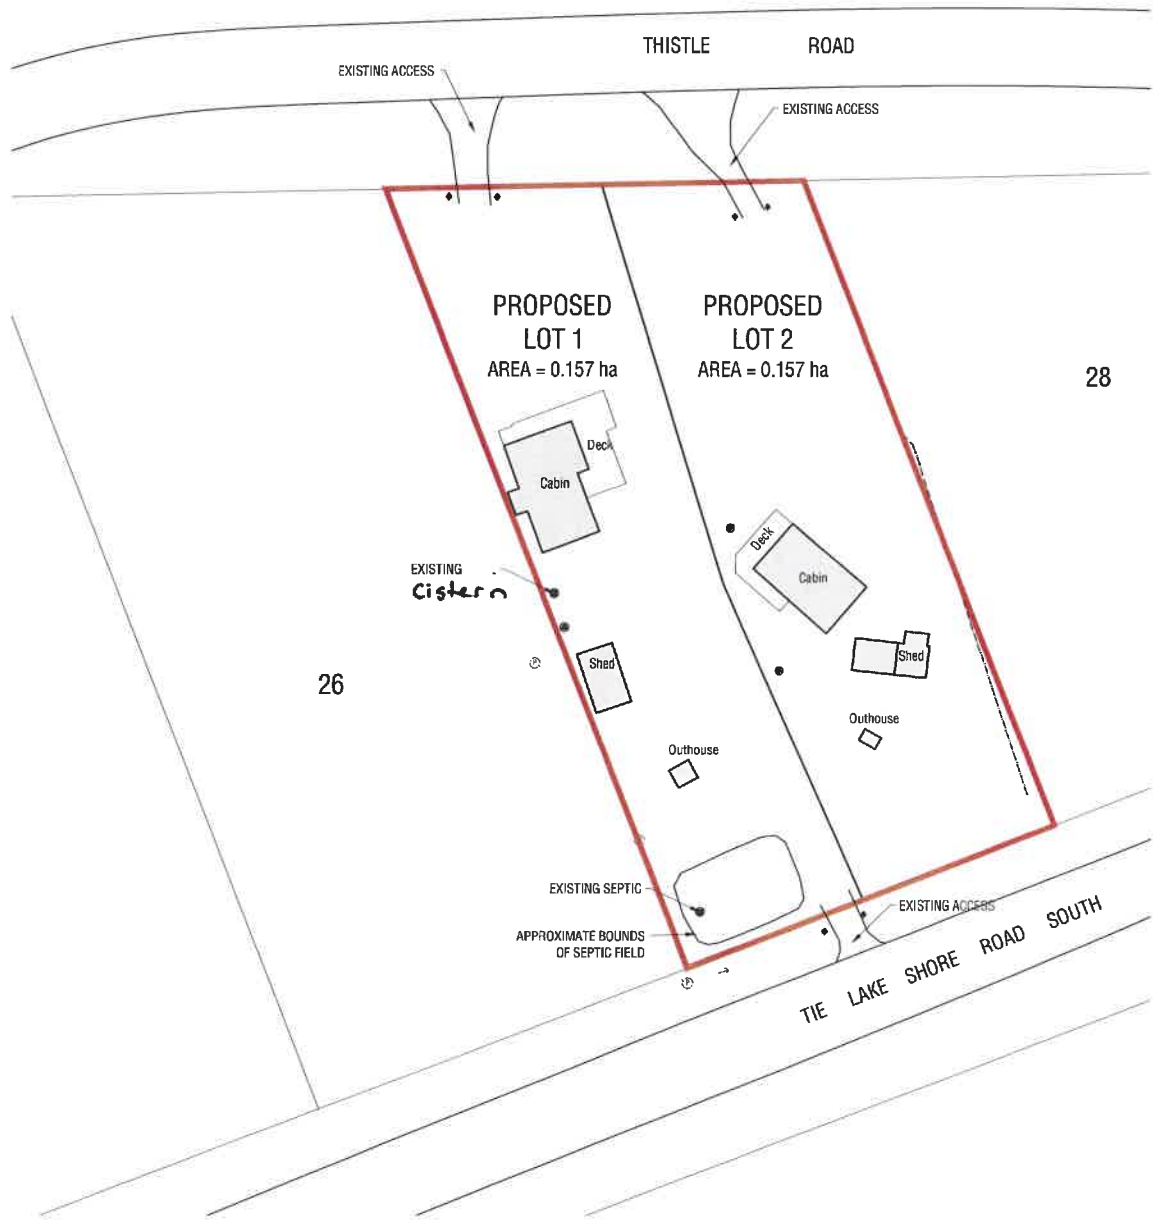 THISTLE ROAD
EXISTING ACCESS
EXISTING ACCESS
PROPOSED
LOT 1
AREA = 0.157 ha
PROPOSED
LOT 2
AREA = 0.157 ha
28
Deck
Cabin
Deck
Cabin
EXISTING
Cistern
Shed
Shed
26
Outhouse
Outhouse
EXISTING SEPTIC
EXISTING ACCESS
APPROXIMATE BOUNDS
OF SEPTIC FIELD
TIE LAKE SHORE ROAD SOUTH